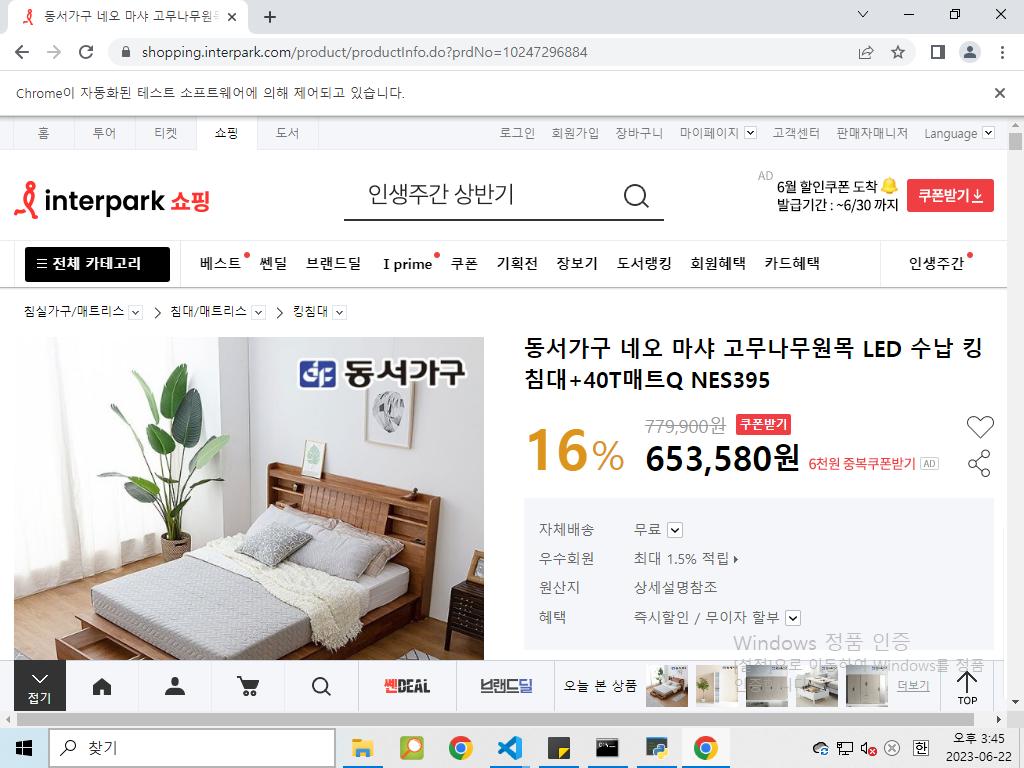 동서가구 네오 마샤 고무나무원목
shopping.interpark.com/product/productInfo.do?prdNo=10247296884
Chrome이 자동화된 테스트 소프트웨어에 의해 제어되고 있습니다.
홈 투어 티켓 쇼핑 도서 로그인 회원가입 장바구니 마이페이지 고객센터 판매자매니저 Language
interpark 쇼핑
인생주간 상반기
AD
6월 할인쿠폰 도착
발급기간 : ~6/30 까지
쿠폰받기
전체 카테고리 베스트 쎈딜 브랜드딜 I prime 쿠폰 기획전 장보기 도서랭킹 회원혜택 카드혜택 인생주간
침실가구/매트리스 > 침대/매트리스 > 킹침대
동서가구
동서가구 네오 마샤 고무나무원목 LED 수납 킹
침대+40T매트Q NES395
779,900원 쿠폰받기
16% 653,580원 6천원 중복쿠폰받기 AD
자체배송 무료
우수회원 최대 1.5% 적립
원산지 상세설명참조
혜택 즉시할인 / 무이자 할부
Windows 정품 인증
[설정]으로 이동하여 Windows를 정품
접기 쎈DEAL 브랜드딜 오늘 본 상품 더보기 TOP
찾기
오후 3:45
한
2023-06-22